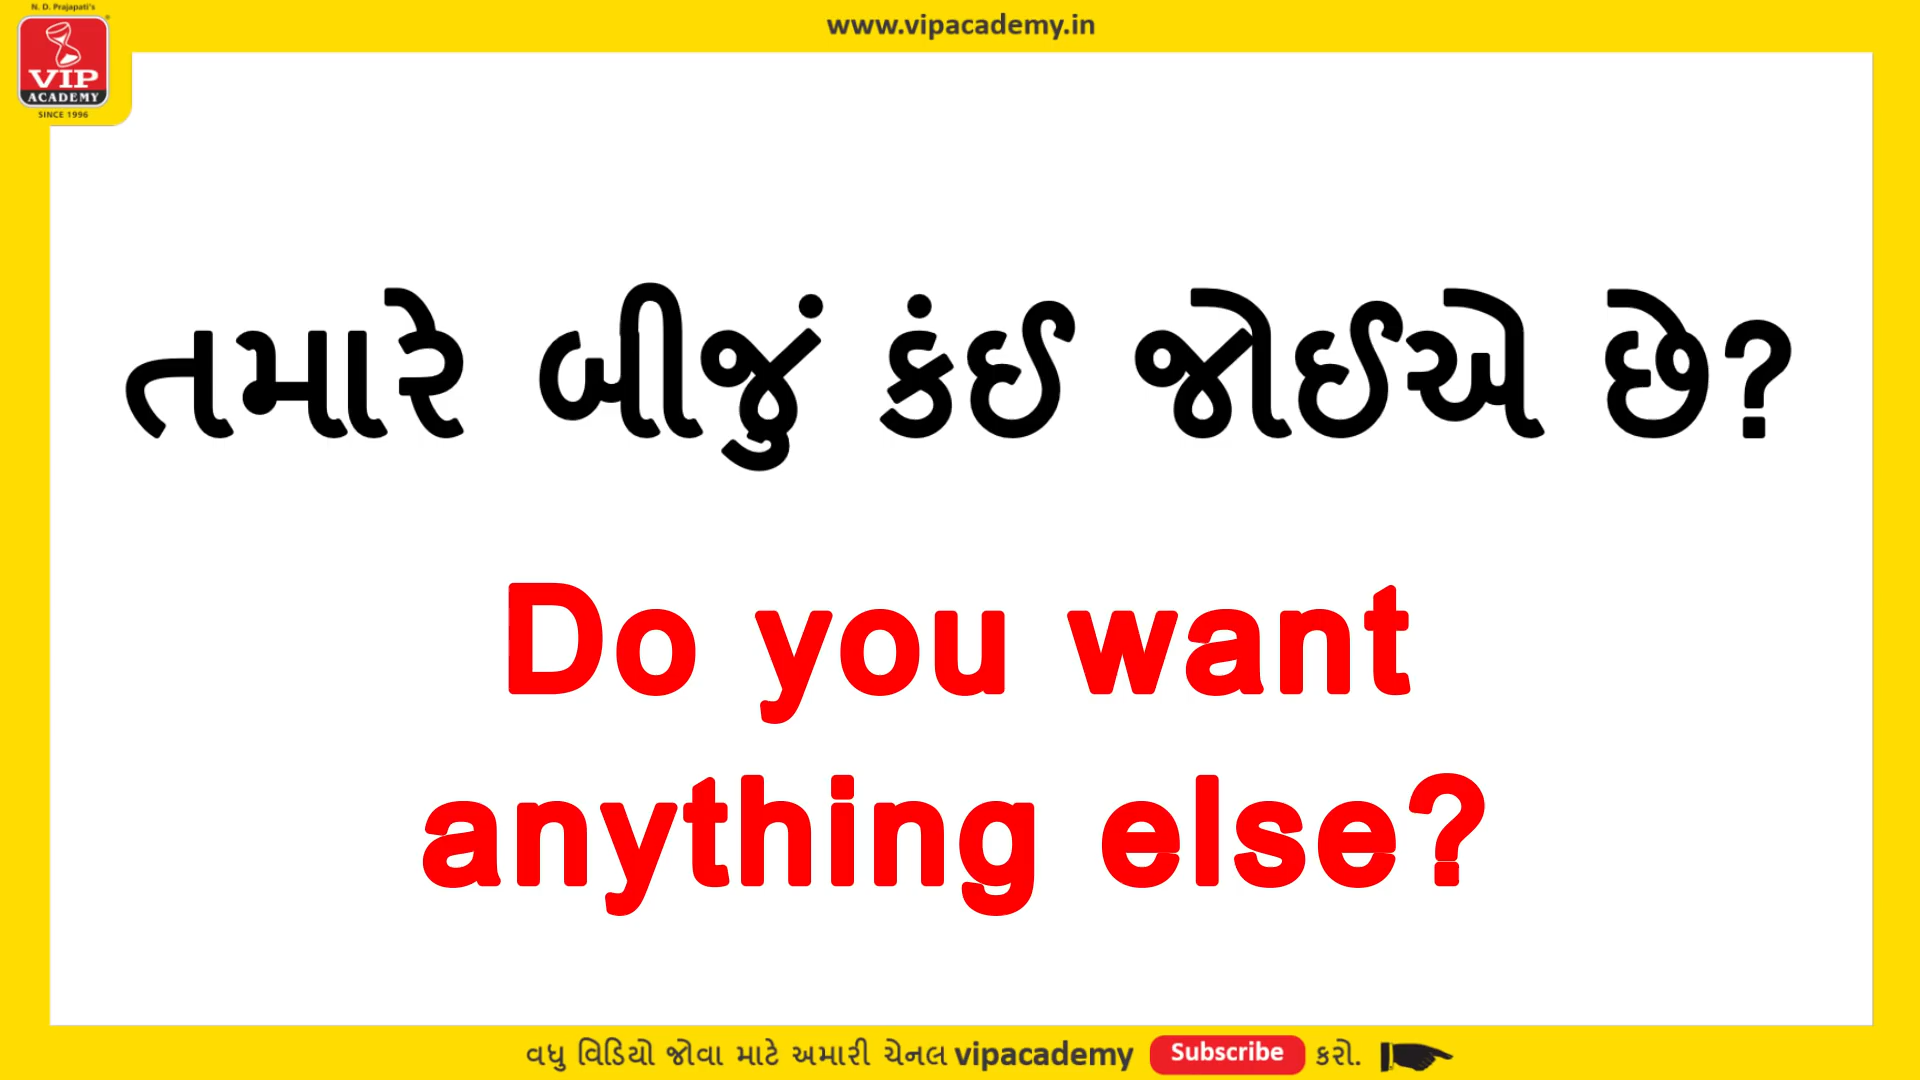 N. D. Prajapati's
VIP
ACADEMY
SINCE 1996
www.vipacademy.in
તમારે બીજું કંઈ જોઈએ છે?
Do you want
anything else?
વધુ વિડિયો જોવા માટે અમારી ચેનલ vipacademy Subscribe કરો.